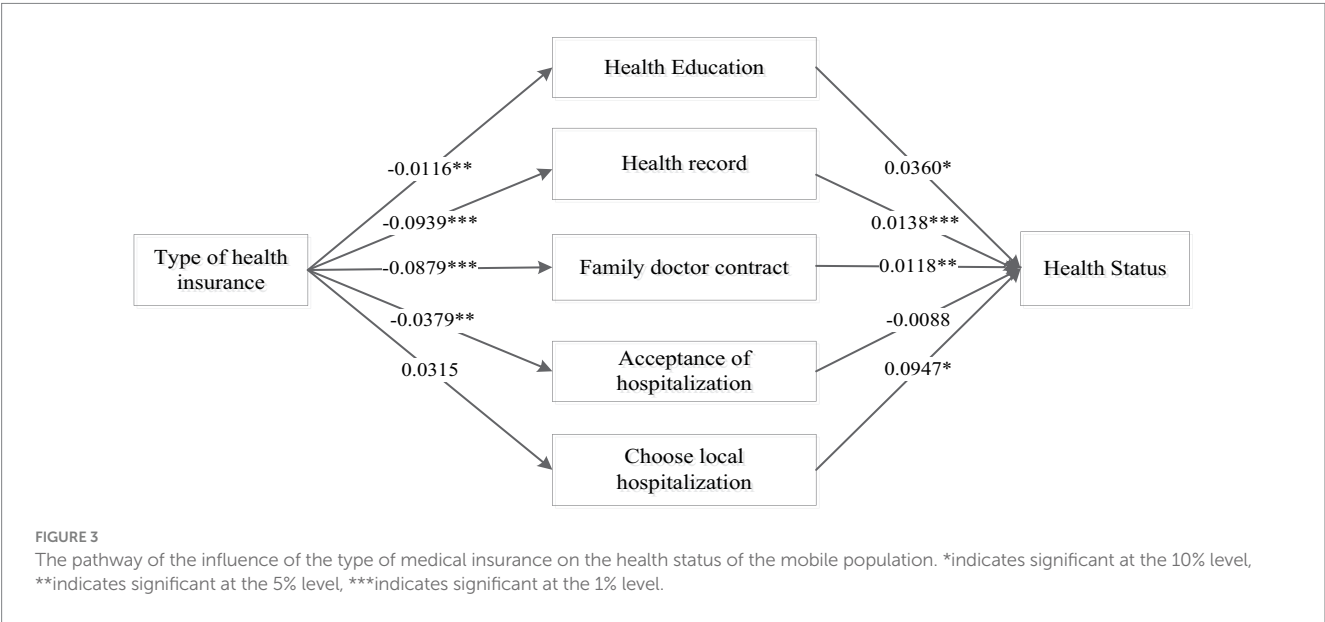 Health Education
-0.0116**
0.0360*
Health record
-0.0939***
0.0138***
Type of health
insurance
-0.0879***
Family doctor contract
0.0118**
Health Status
-0.0379**
Acceptance of
hospitalization
-0.0088
0.0315
0.0947*
Choose local
hospitalization
FIGURE 3
The pathway of the influence of the type of medical insurance on the health status of the mobile population. *indicates significant at the 10% level,
**indicates significant at the 5% level, ***indicates significant at the 1% level.